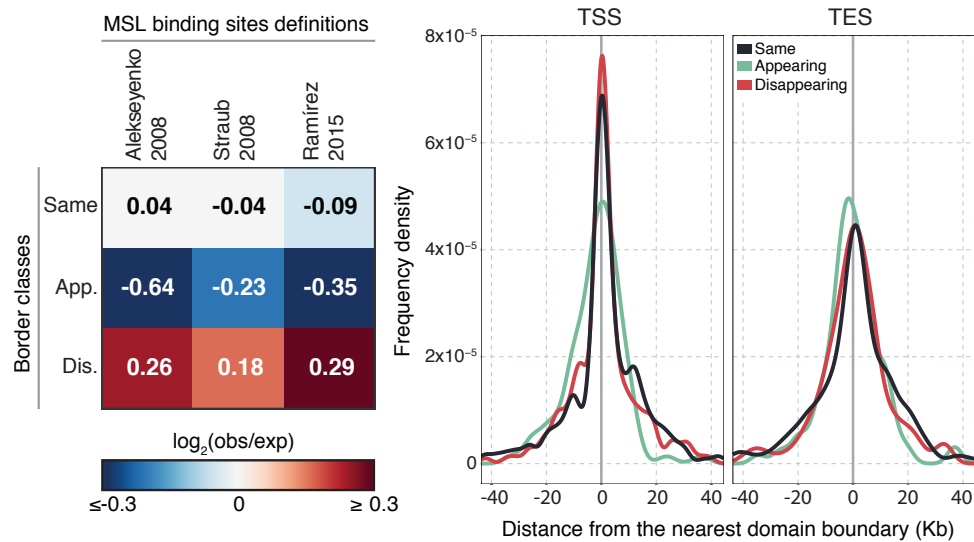 MSL binding sites definitions
Alekseyenko
2008
Straub
2008
Ramírez
2015
Border classes
Same
0.04
-0.04
-0.09
App.
-0.64
-0.23
-0.35
Dis.
0.26
0.18
0.29
log2(obs/exp)
≤-0.3
0
≥ 0.3
TSS
TES
Frequency density
8x10-5
6x10-5
4x10-5
2x10-5
0
Same
Appearing
Disappearing
-40
-20
0
20
40
-40
-20
0
20
40
Distance from the nearest domain boundary (Kb)